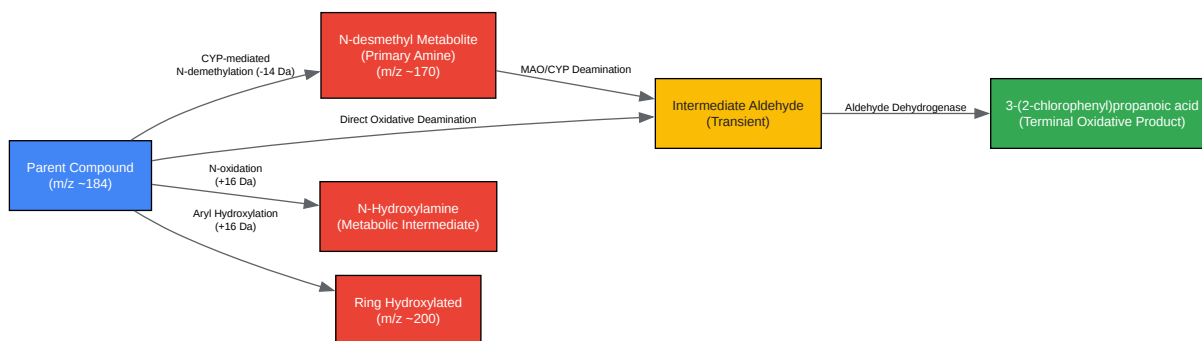 CYP-mediated
N-demethylation (-14 Da)
N-desmethyl Metabolite
(Primary Amine)
(m/z ~170)
MAO/CYP Deamination
Direct Oxidative Deamination
Intermediate Aldehyde
(Transient)
Aldehyde Dehydrogenase
3-(2-chlorophenyl)propanoic acid
(Terminal Oxidative Product)
Parent Compound
(m/z ~184)
N-oxidation
(+16 Da)
N-Hydroxylamine
(Metabolic Intermediate)
Aryl Hydroxylation
(+16 Da)
Ring Hydroxylated
(m/z ~200)